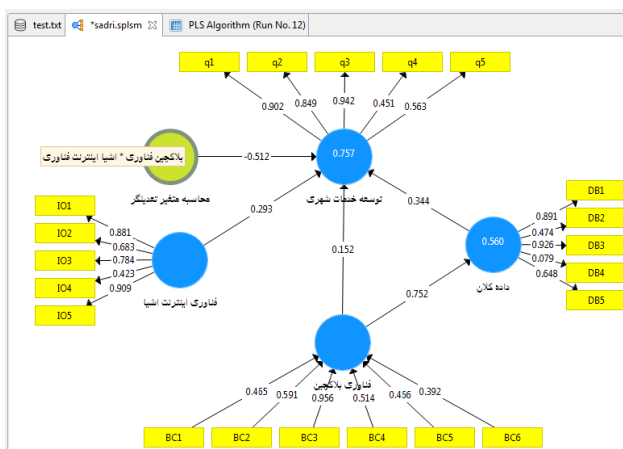 test.txt
*sadri.splsm
PLS Algorithm (Run No. 12)
q1 q2 q3 q4 q5
0.902 0.849 0.942 0.451 0.563
بلاکچین فناوری * اشیا اینترنت فناوری
-0.512
0.757
محاسبه متغیر تعدیلگر
توسعه خدمات شهری
0.293
0.344
0.152
IO1
IO2
IO3
IO4
IO5
0.881
0.683
0.784
0.423
0.909
فناوری اینترنت اشیا
0.560
داده کلان
DB1
DB2
DB3
DB4
DB5
0.891
0.474
0.926
0.079
0.648
0.752
فناوری بلاکچین
0.465 0.591 0.956 0.514 0.456 0.392
BC1 BC2 BC3 BC4 BC5 BC6